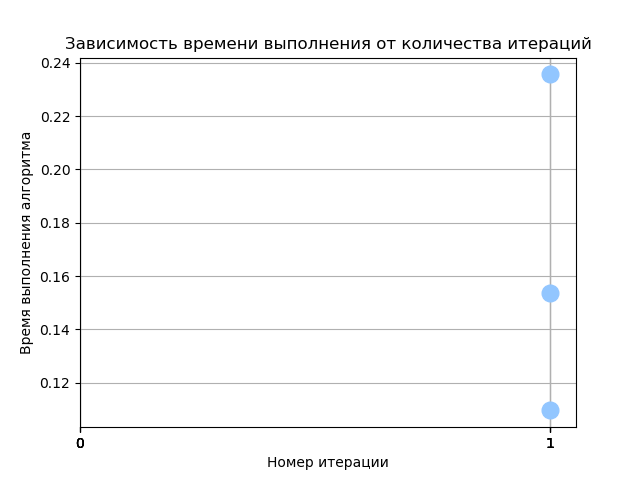 Зависимость времени выполнения от количества итераций
0.24
0.22
0.20
0.18
0.16
0.14
0.12
Время выполнения алгоритма
0 1
Номер итерации